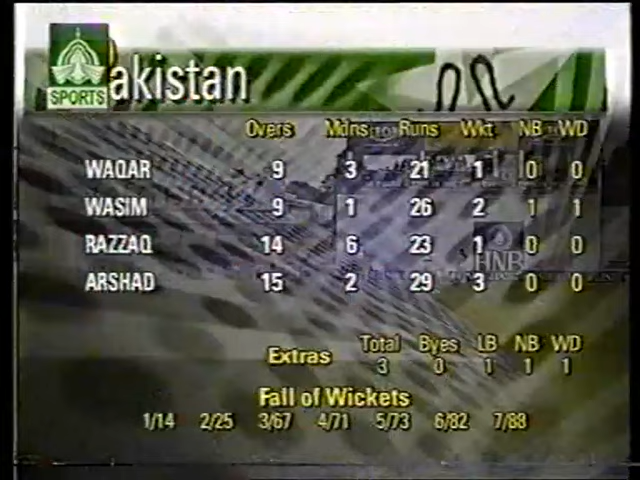 Pakistan
SPORTS
Overs Mdns Runs Wkt NB WD
WAQAR 9 3 21 1 0 0
WASIM 9 1 26 2 1 1
RAZZAQ 14 6 23 1 0 0
HNB
ARSHAD 15 2 29 3 0 0
Total Byes LB NB WD
Extras 3 0 1 1 1
Fall of Wickets
1/14 2/25 3/67 4/71 5/73 6/82 7/88